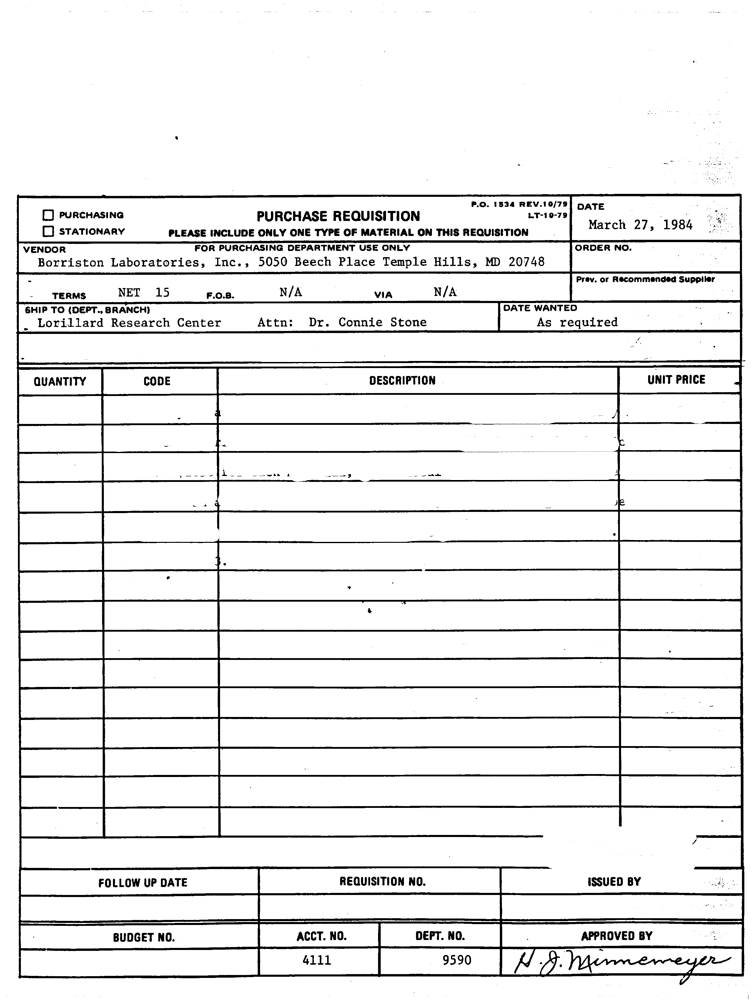 P.O. 1534 REV.10/79
LT-10-79
PURCHASING
PURCHASE REQUISITION
STATIONARY
PLEASE INCLUDE ONLY ONE TYPE OF MATERIAL ON THIS REQUISITION
DATE
March 27, 1984
VENDOR
FOR PURCHASING DEPARTMENT USE ONLY
Borriston Laboratories, Inc., 5050 Beech Place Temple Hills, MD 20748
ORDER NO.
TERMS NET 15 F.O.B. N/A VIA N/A
Prev. or Recommended Supplier
SHIP TO (DEPT., BRANCH)
Lorillard Research Center Attn: Dr. Connie Stone
DATE WANTED
As required
QUANTITY CODE DESCRIPTION UNIT PRICE
FOLLOW UP DATE REQUISITION NO. ISSUED BY
BUDGET NO. ACCT. NO. DEPT. NO. APPROVED BY
4111 9590 H. J. Minnemeyer